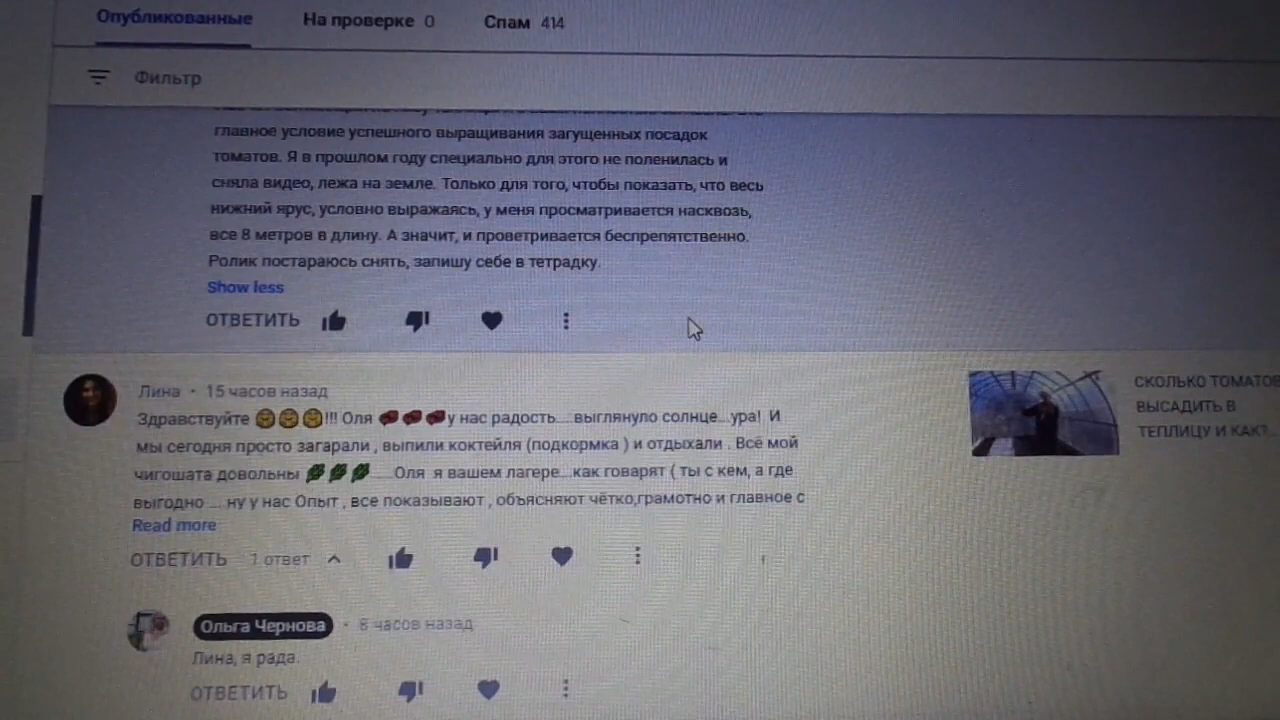 Опубликованные На проверке 0 Спам 414
Фильтр
главное условие успешного выращивания загущенных посадок
томатов. Я в прошлом году специально для этого не поленилась и
сняла видео, лежа на земле. Только для того, чтобы показать, что весь
нижний ярус, условно выражаясь, у меня просматривается насквозь,
все 8 метров в длину. А значит, и проветривается беспрепятственно.
Ролик постараюсь снять, запишу себе в тетрадку.
Show less
ОТВЕТИТЬ
Лина • 15 часов назад
Здравствуйте !!! Оля у нас радость....выглянуло солнце...ура! И
мы сегодня просто загарали , выпили коктейля (подкормка ) и отдыхали . Всё мой
чигошата довольны .....Оля я вашем лагере...как говарят ( ты с кем, а где
выгодно .... ну у нас Опыт , все показывают , объясняют чётко,грамотно и главное с
Read more
ОТВЕТИТЬ 1 ответ
СКОЛЬКО ТОМАТОВ
ВЫСАДИТЬ В
ТЕПЛИЦУ И КАК?...
Ольга Чернова • 8 часов назад
Лина, я рада.
ОТВЕТИТЬ